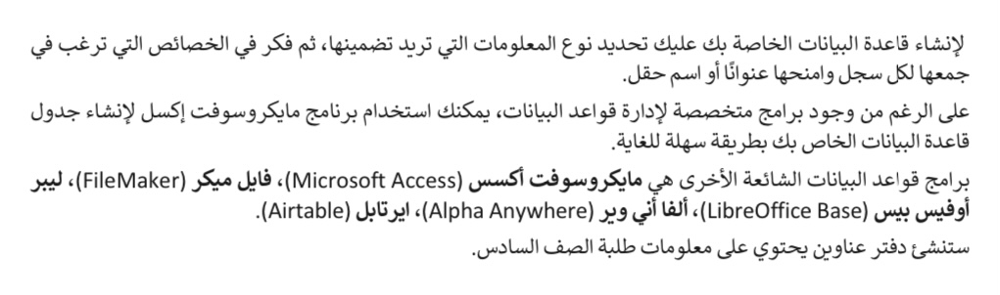 لإنشاء قاعدة البيانات الخاصة بك عليك تحديد نوع المعلومات التي تريد تضمينها، ثم فكر في الخصائص التي ترغب في
جمعها لكل سجل وامنحها عنوانًا أو اسم حقل.
على الرغم من وجود برامج متخصصة لإدارة قواعد البيانات، يمكنك استخدام برنامج مايكروسوفت إكسل لإنشاء جدول
قاعدة البيانات الخاص بك بطريقة سهلة للغاية.
برامج قواعد البيانات الشائعة الأخرى هي مايكروسوفت أكسس (Microsoft Access)، فايل ميكر (FileMaker)، ليبر
أوفيس بيس (LibreOffice Base)، ألفا أني وير (Alpha Anywhere)، ايرتابل (Airtable).
ستنشئ دفتر عناوين يحتوي على معلومات طلبة الصف السادس.